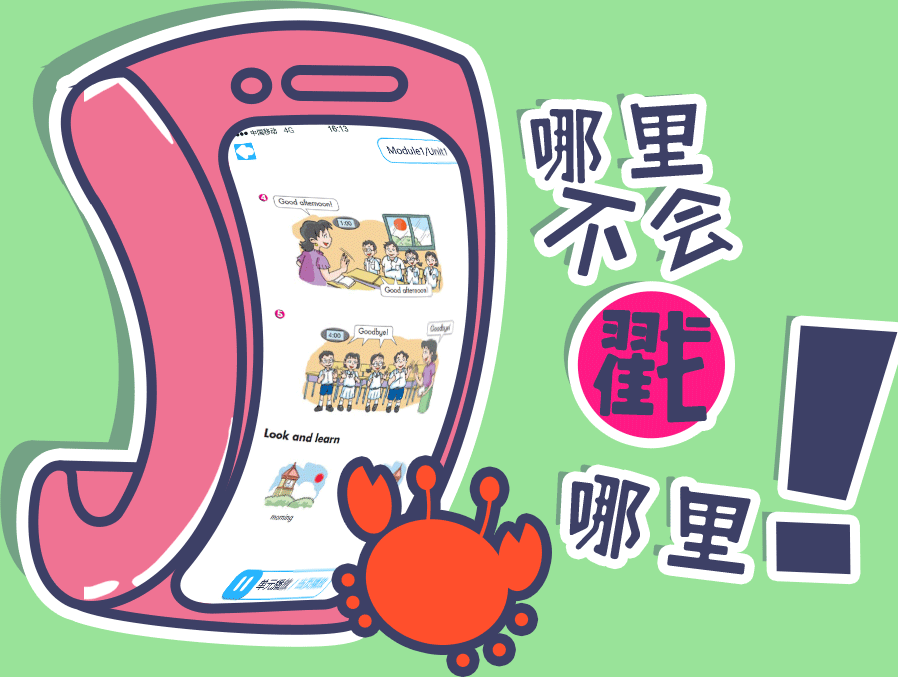 中国移动 4G 16:13
Module1/Unit1
4 Good afternoon!
1:00
Good afternoon!
5
4:00 Goodbye! Goodbye!
Look and learn
morning
哪里
不会
戳
哪里!